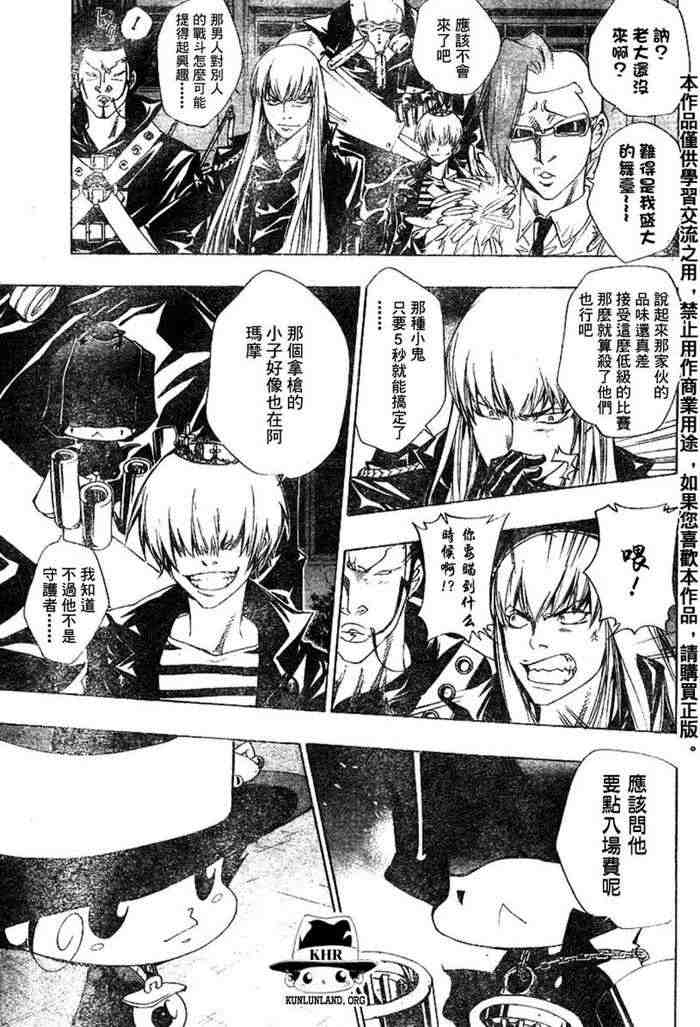 訥?
老大還沒
來啊?
難得是我盛大
的舞臺~~
應該不會
來了吧
那男人對別人
的戰斗怎麼可能
提得起興趣……
!
說起來那家伙的
品味還真差
接受這麼低級的比賽
那麼就算殺了他們
也行吧
那種小鬼
只要5秒就能搞定了
……
那個拿槍的
小子好像也在阿
瑪摩
我知道
不過他不是
守護者……
喂!
你要瞄到什么
時候啊!?
應該問他
要點入場費呢
KHR
KUNLUNLAND.ORG
本作品僅供學習交流之用,禁止用作商業用途,如果您喜歡本作品 請購買正版。